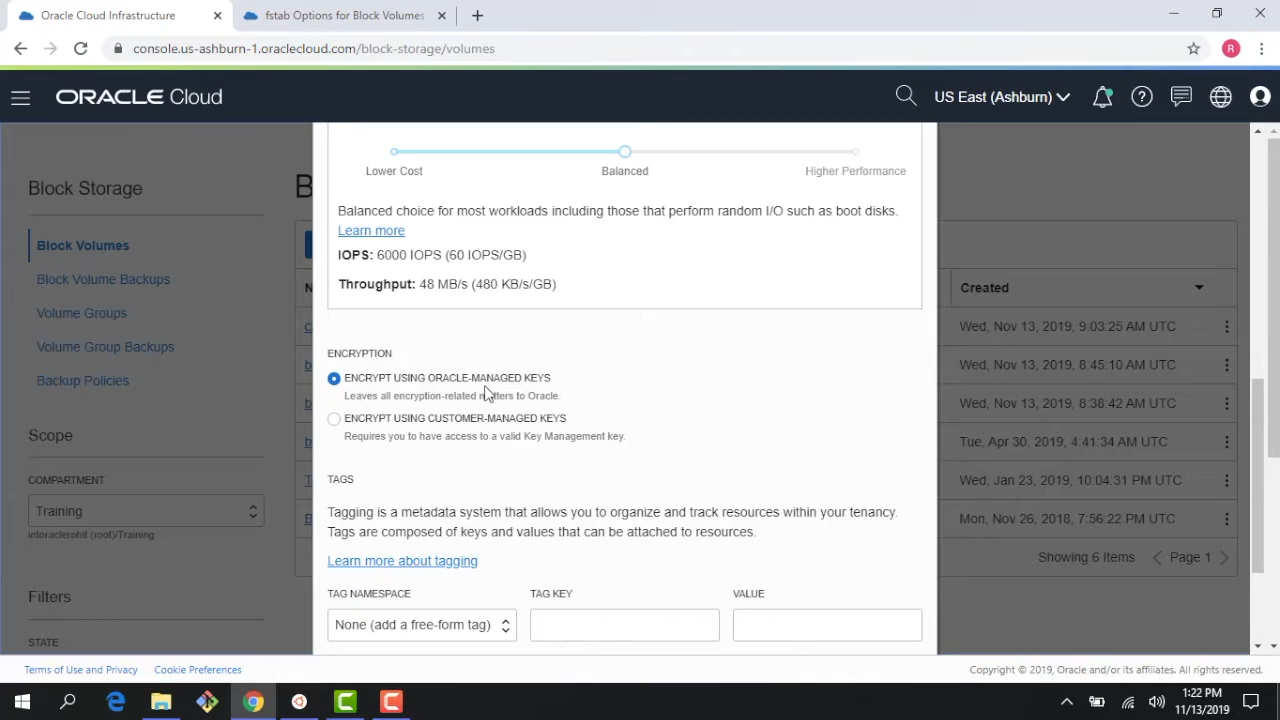 Oracle Cloud Infrastructure
fstab Options for Block Volumes
console.us-ashburn-1.oraclecloud.com/block-storage/volumes
R
ORACLE Cloud
US East (Ashburn)
Block Storage
Block Volumes
Block Volume Backups
Volume Groups
Volume Group Backups
Backup Policies
Scope
COMPARTMENT
Training
intoraclerohit (root)/Training
Filters
STATE
B
Lower Cost
Balanced
Higher Performance
Balanced choice for most workloads including those that perform random I/O such as boot disks.
Learn more
IOPS: 6000 IOPS (60 IOPS/GB)
Throughput: 48 MB/s (480 KB/s/GB)
ENCRYPTION
ENCRYPT USING ORACLE-MANAGED KEYS
Leaves all encryption-related matters to Oracle.
ENCRYPT USING CUSTOMER-MANAGED KEYS
Requires you to have access to a valid Key Management key.
TAGS
Tagging is a metadata system that allows you to organize and track resources within your tenancy.
Tags are composed of keys and values that can be attached to resources.
Learn more about tagging
TAG NAMESPACE
TAG KEY
VALUE
None (add a free-form tag)
Created
Wed, Nov 13, 2019, 9:03:25 AM UTC
Wed, Nov 13, 2019, 8:45:10 AM UTC
Wed, Nov 13, 2019, 8:38:42 AM UTC
Tue, Apr 30, 2019, 4:41:34 AM UTC
Wed, Jan 23, 2019, 10:04:31 PM UTC
Mon, Nov 26, 2018, 7:56:22 PM UTC
Showing 6 Items
Page 1
Terms of Use and Privacy
Cookie Preferences
Copyright © 2019, Oracle and/or its affiliates. All rights reserved.
1:22 PM
11/13/2019